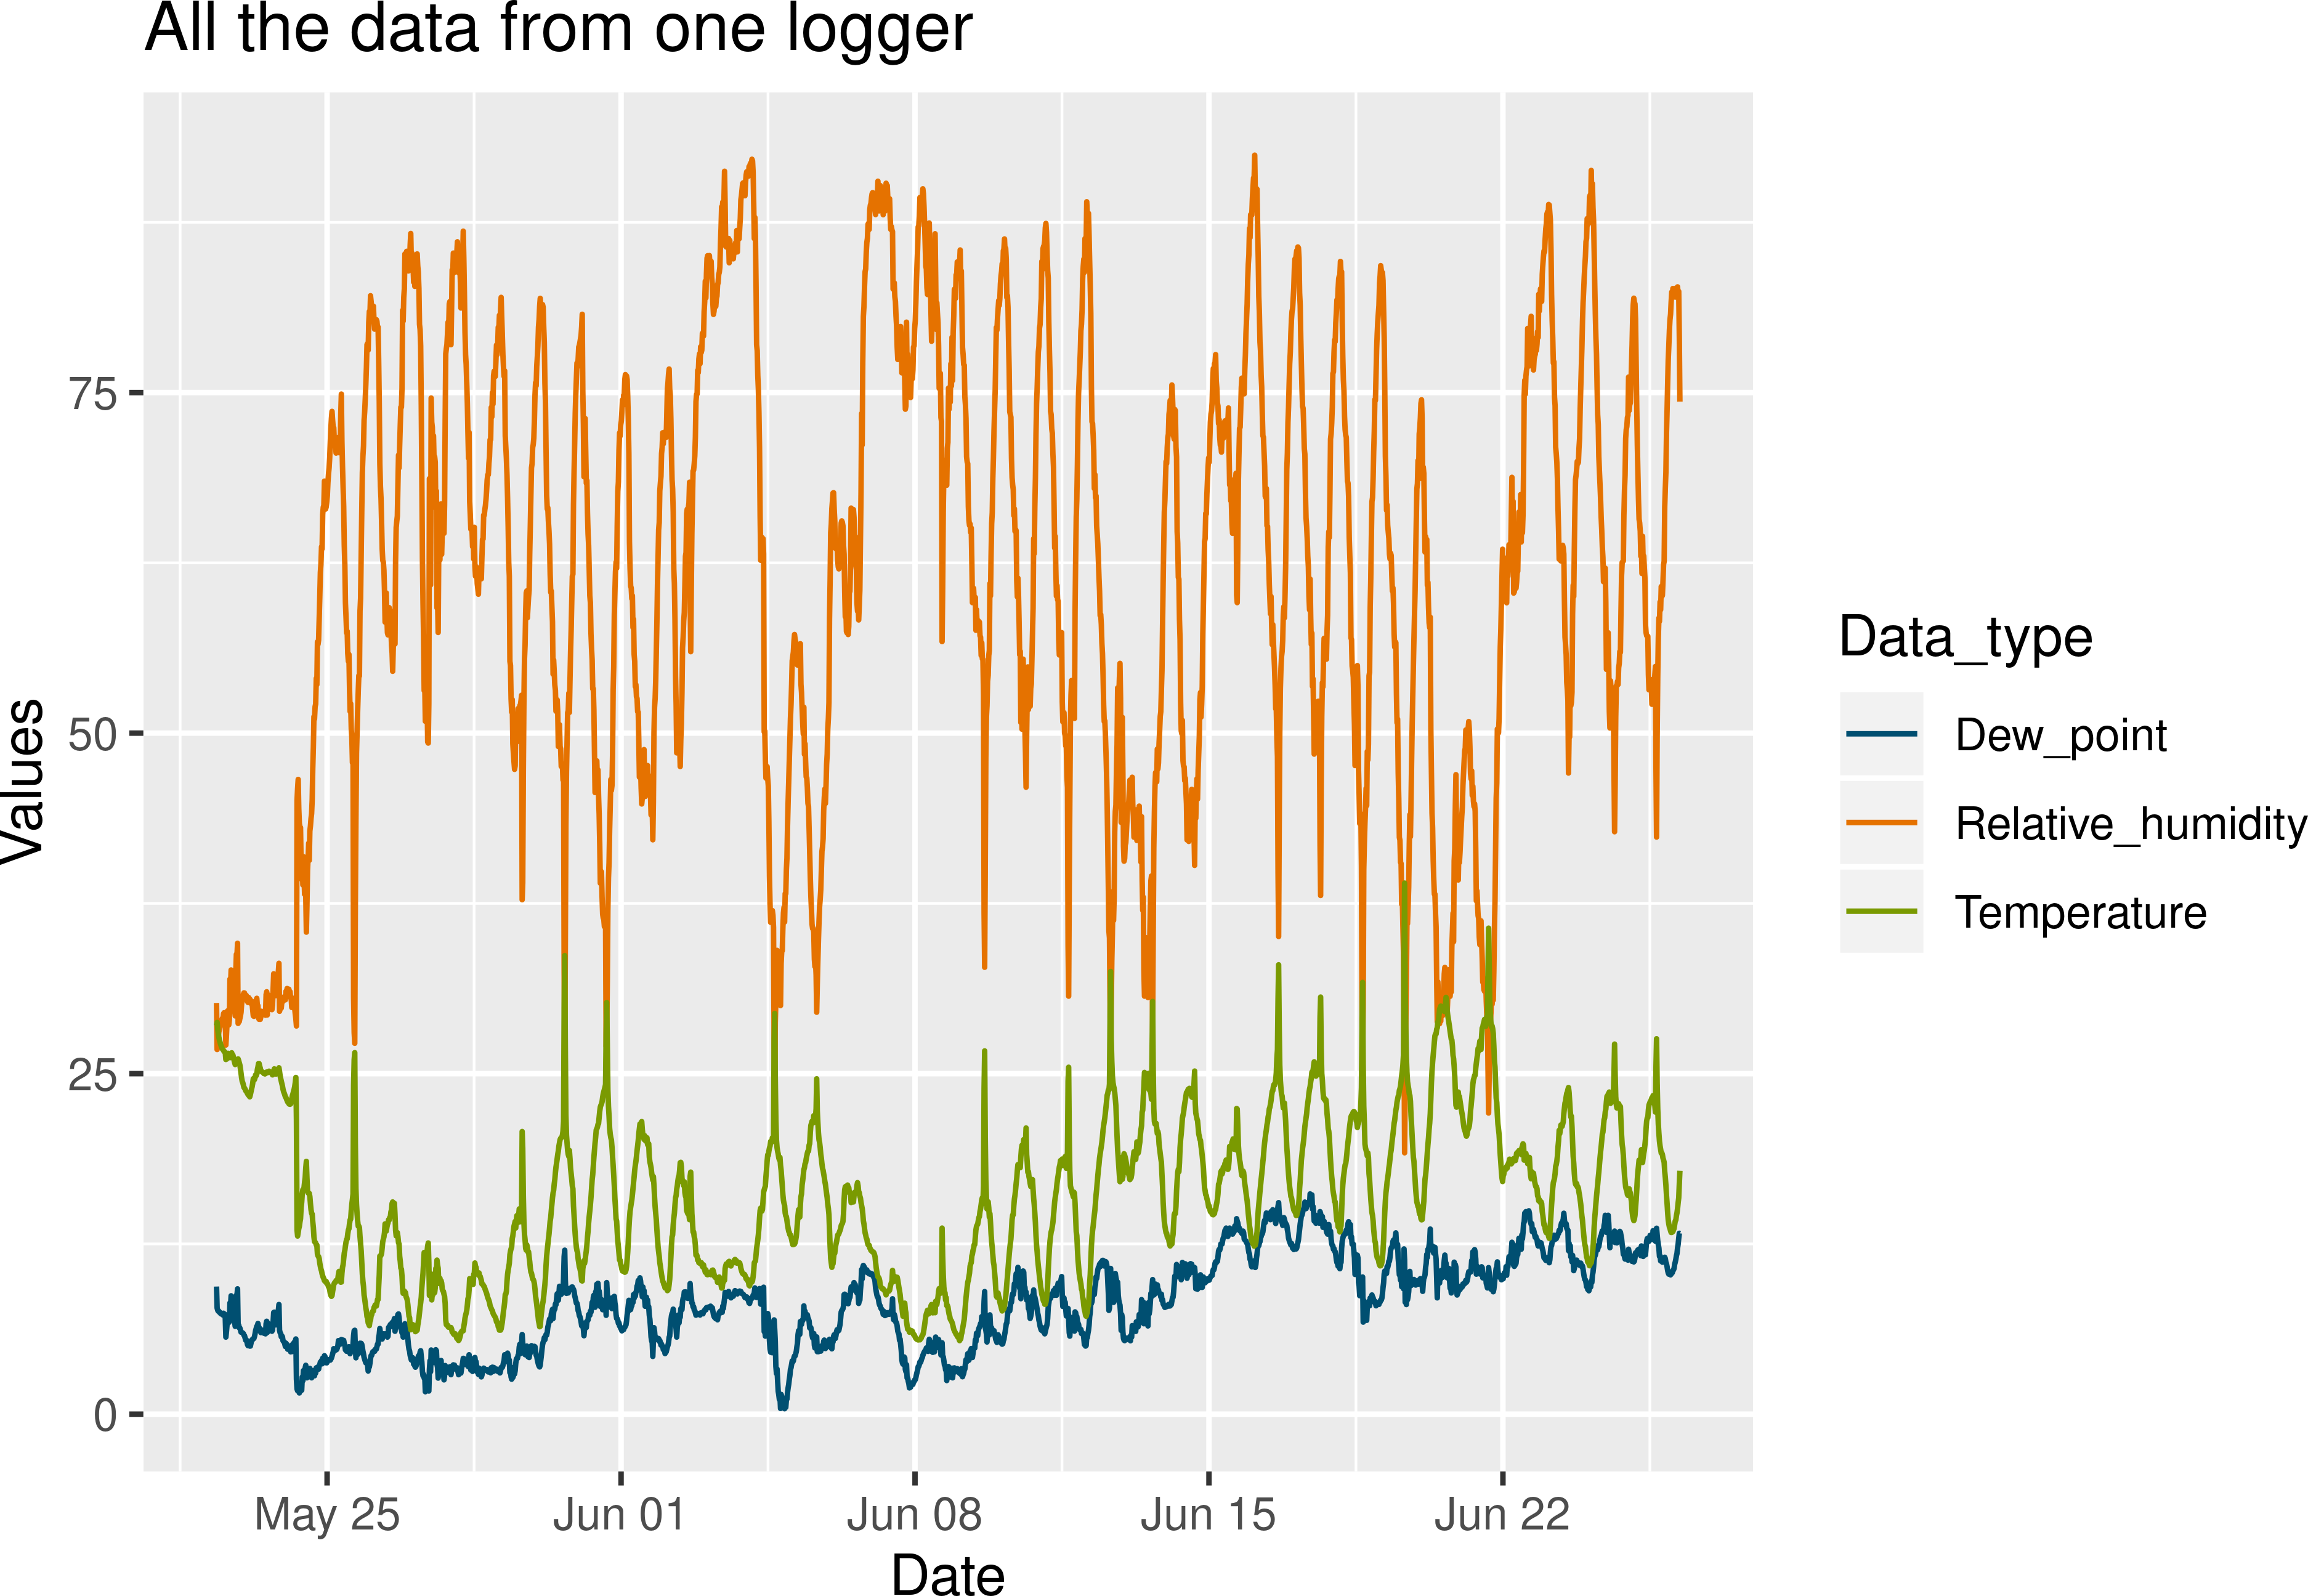 All the data from one logger
Values
75
50
25
0
May 25
Jun 01
Jun 08
Jun 15
Jun 22
Date
Data_type
Dew_point
Relative_humidity
Temperature